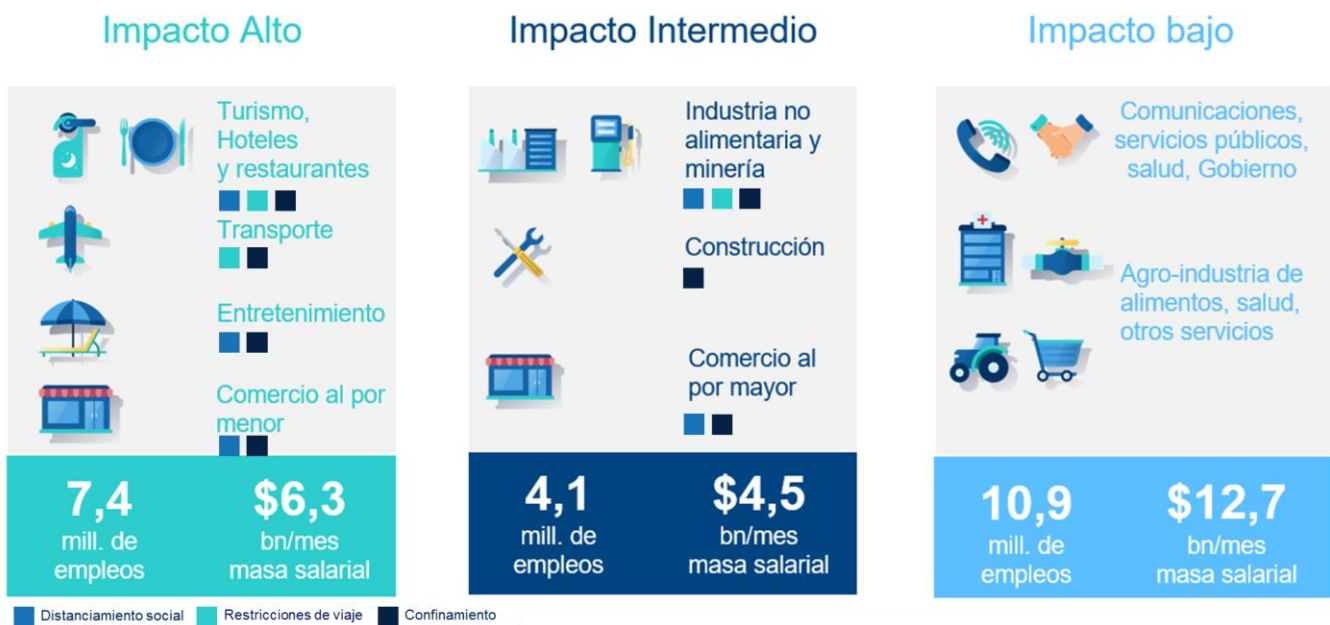 Impacto Alto
Turismo,
Hoteles
y restaurantes
Transporte
Entretenimiento
Comercio al por
menor
7,4
mill. de
empleos
$6,3
bn/mes
masa salarial
Impacto Intermedio
Industria no
alimentaria y
minería
Construcción
Comercio al
por mayor
4,1
mill. de
empleos
$4,5
bn/mes
masa salarial
Impacto bajo
Comunicaciones,
servicios públicos,
salud, Gobierno
Agro-industria de
alimentos, salud,
otros servicios
10,9
mill. de
empleos
$12,7
bn/mes
masa salarial
Distanciamiento social
Restricciones de viaje
Confinamiento